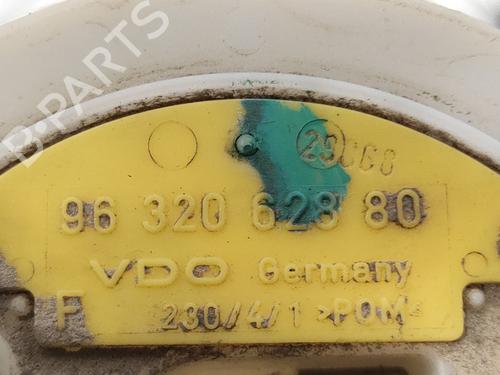 B-PARTS
96 320 628 80
VDO Germany
F 230/4/1 >POM<